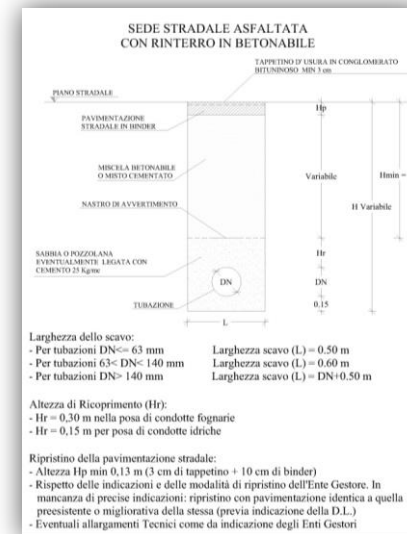 SEDE STRADALE ASFALTATA
CON RINTERRO IN BETONABILE
TAPPETINO D' USURA IN CONGLOMERATO
BITUMINOSO MIN 3 cm
PIANO STRADALE
Hp
PAVIMENTAZIONE
STRADALE IN BINDER
MISCELA BETONABILE
O MISTO CEMENTATO
Variabile
Hmin =
H Variabile
NASTRO DI AVVERTIMENTO
SABBIA O POZZOLANA
EVENTUALMENTE LEGATA CON
CEMENTO 25 Kg/mc
Hr
DN
DN
TUBAZIONE
0.15
L
Larghezza dello scavo:
- Per tubazioni DN<= 63 mm Larghezza scavo (L) = 0.50 m
- Per tubazioni 63< DN< 140 mm Larghezza scavo (L) = 0.60 m
- Per tubazioni DN> 140 mm Larghezza scavo (L) = DN+0.50 m
Altezza di Ricoprimento (Hr):
- Hr = 0,30 m nella posa di condotte fognarie
- Hr = 0,15 m per posa di condotte idriche
Ripristino della pavimentazione stradale:
- Altezza Hp min 0,13 m (3 cm di tappetino + 10 cm di binder)
- Rispetto delle indicazioni e delle modalità di ripristino dell'Ente Gestore. In
mancanza di precise indicazioni: ripristino con pavimentazione identica a quella
preesistente o migliorativa della stessa (previa indicazione della D.L.)
- Eventuali allargamenti Tecnici come da indicazione degli Enti Gestori